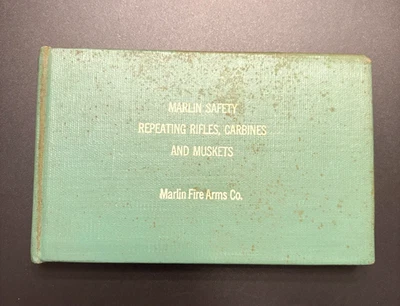 MARLIN SAFETY
REPEATING RIFLES, CARBINES
AND MUSKETS
Marlin Fire Arms Co.